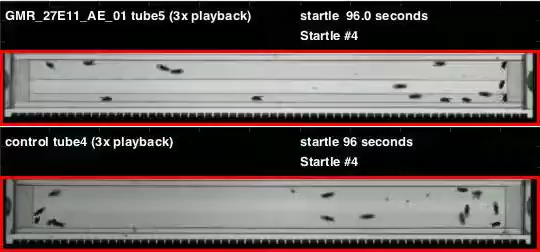 GMR_27E11_AE_01 tube5 (3x playback) startle 96.0 seconds
Startle #4
control tube4 (3x playback) startle 96 seconds
Startle #4